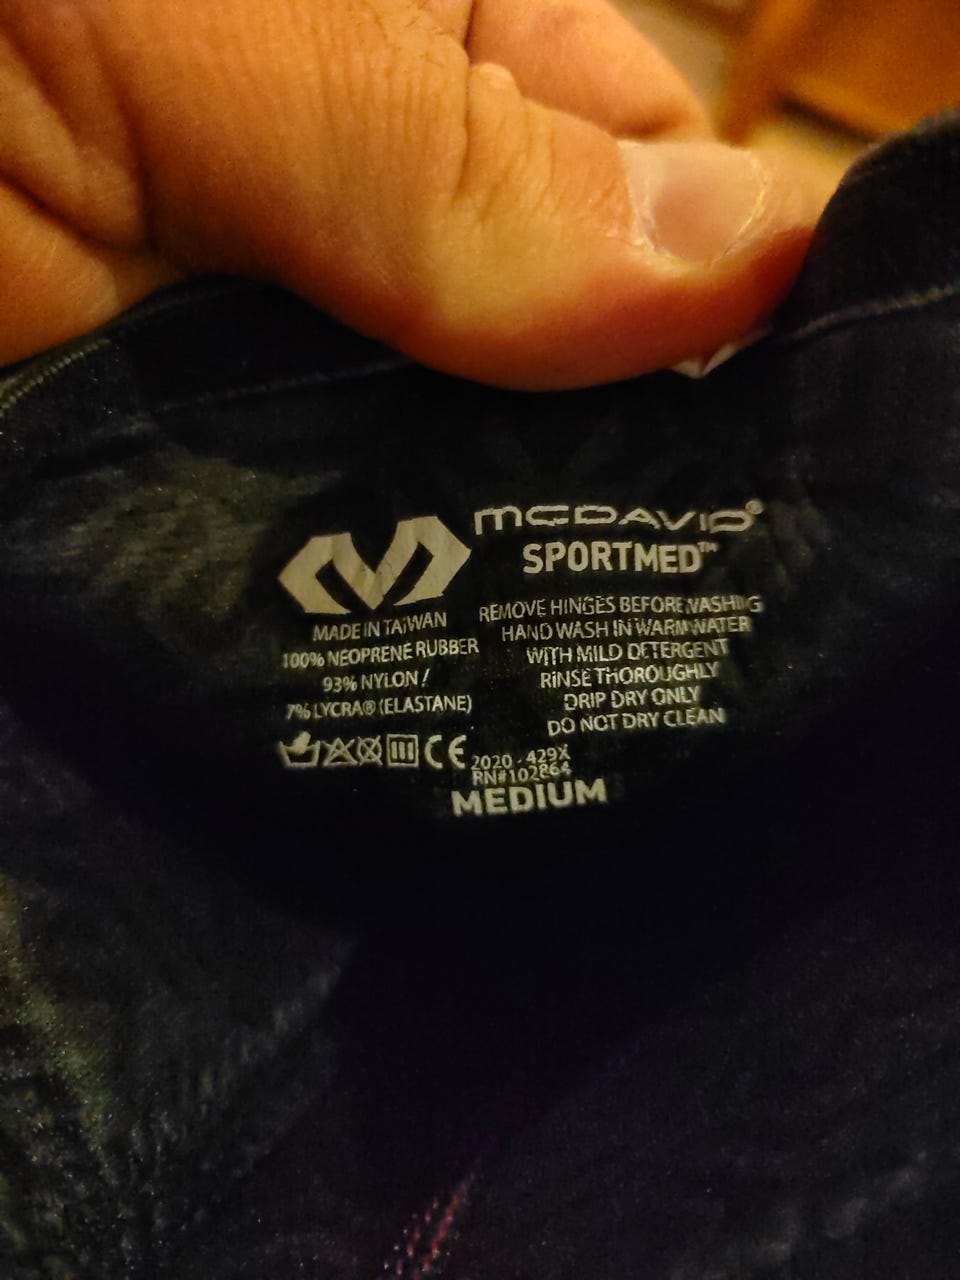 McDAVID®
SPORTMED™
MADE IN TAIWAN
100% NEOPRENE RUBBER
93% NYLON /
7% LYCRA® (ELASTANE)
REMOVE HINGES BEFORE WASHING
HAND WASH IN WARM WATER
WITH MILD DETERGENT
RINSE THOROUGHLY
DRIP DRY ONLY
DO NOT DRY CLEAN
CE
2020 - 429X
RN#102864
MEDIUM